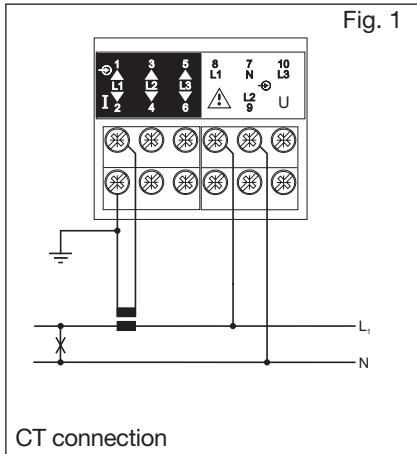 Fig. 1
1 3 5 8 7 10
L1 N L3
L1 L2 L3
I L2 U
2 4 6 9
L1
N
CT connection